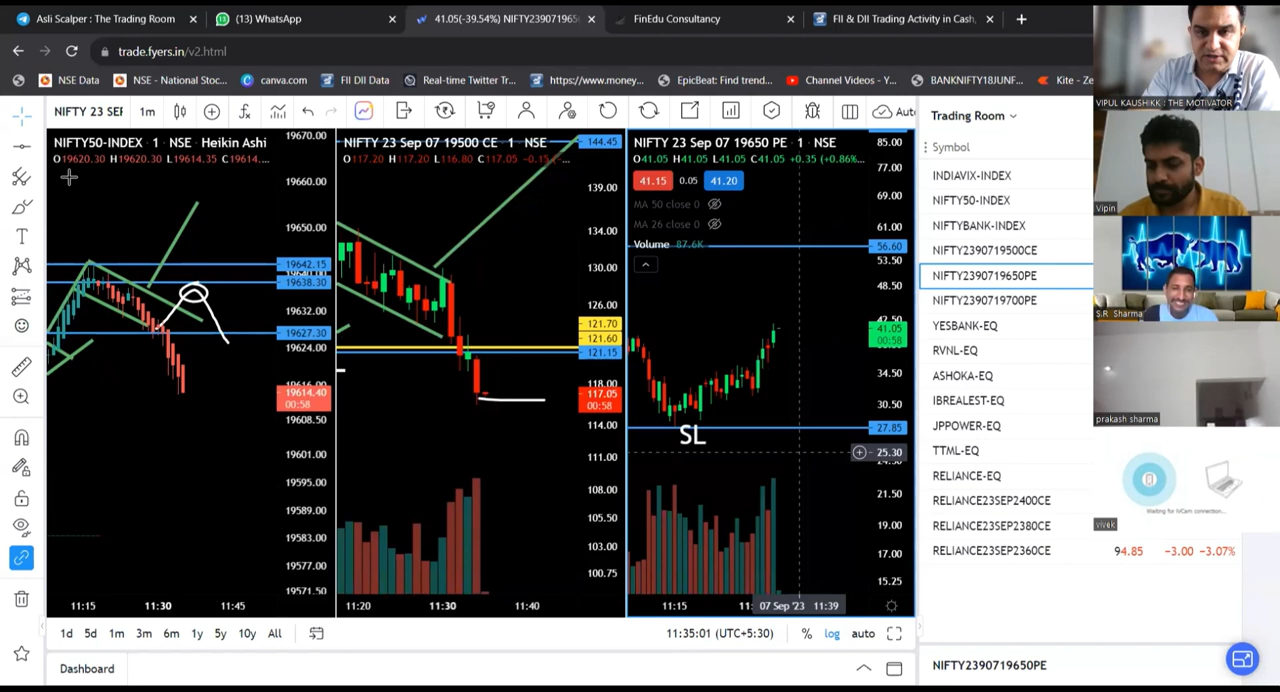 Asli Scalper : The Trading Room
(13) WhatsApp
41.05(-39.54%) NIFTY2390719650
FinEdu Consultancy
FII & DII Trading Activity in Cash,
trade.fyers.in/v2.html
NSE Data
NSE - National Stoc...
canva.com
FII DII Data
Real-time Twitter Tr...
https://www.money...
EpicBeat: Find trend...
Channel Videos - Y...
BANKNIFTY18JUNF...
Kite - Ze
NIFTY 23 SEP
1m
Auto
NIFTY50-INDEX · 1 · NSE · Heikin Ashi
O19620.30 H19620.30 L19614.35 C19614....
19670.00
19660.00
19650.00
19642.15
19638.30
19632.00
19627.30
19624.00
19614.40
00:58
19608.50
19601.00
19595.00
19589.00
19583.00
19577.00
19571.50
11:15
11:30
11:45
NIFTY 23 Sep 07 19500 CE · 1 · NSE
O117.20 H117.20 L116.80 C117.05 -0.15
144.45
139.00
134.00
130.00
126.00
121.70
121.60
121.15
118.00
117.05
00:58
114.00
111.00
108.00
105.50
103.00
100.75
11:20
11:30
11:40
NIFTY 23 Sep 07 19650 PE · 1 · NSE
O41.05 H41.05 L41.05 C41.05 +0.35 (+0.86%...
41.15
0.05
41.20
MA 50 close 0
MA 26 close 0
Volume 87.6K
SL
85.00
77.00
69.00
61.00
56.60
53.50
48.50
41.05
00:58
34.50
30.50
27.85
25.30
21.50
19.00
17.00
15.25
11:15
07 Sep '23 11:39
1d 5d 1m 3m 6m 1y 5y 10y All
11:35:01 (UTC+5:30)
% log auto
Dashboard
Trading Room
Symbol
INDIAVIX-INDEX
NIFTY50-INDEX
NIFTYBANK-INDEX
NIFTY2390719500CE
NIFTY2390719650PE
NIFTY2390719700PE
YESBANK-EQ
RVNL-EQ
ASHOKA-EQ
IBREALEST-EQ
JPPOWER-EQ
TTML-EQ
RELIANCE-EQ
RELIANCE23SEP2400CE
RELIANCE23SEP2380CE
RELIANCE23SEP2360CE 94.85 -3.00 -3.07%
NIFTY2390719650PE
VIPUL KAUSHIKK : THE MOTIVATOR
Vipin
S.R Sharma
prakash sharma
Waiting for iVCam connection...
vivek